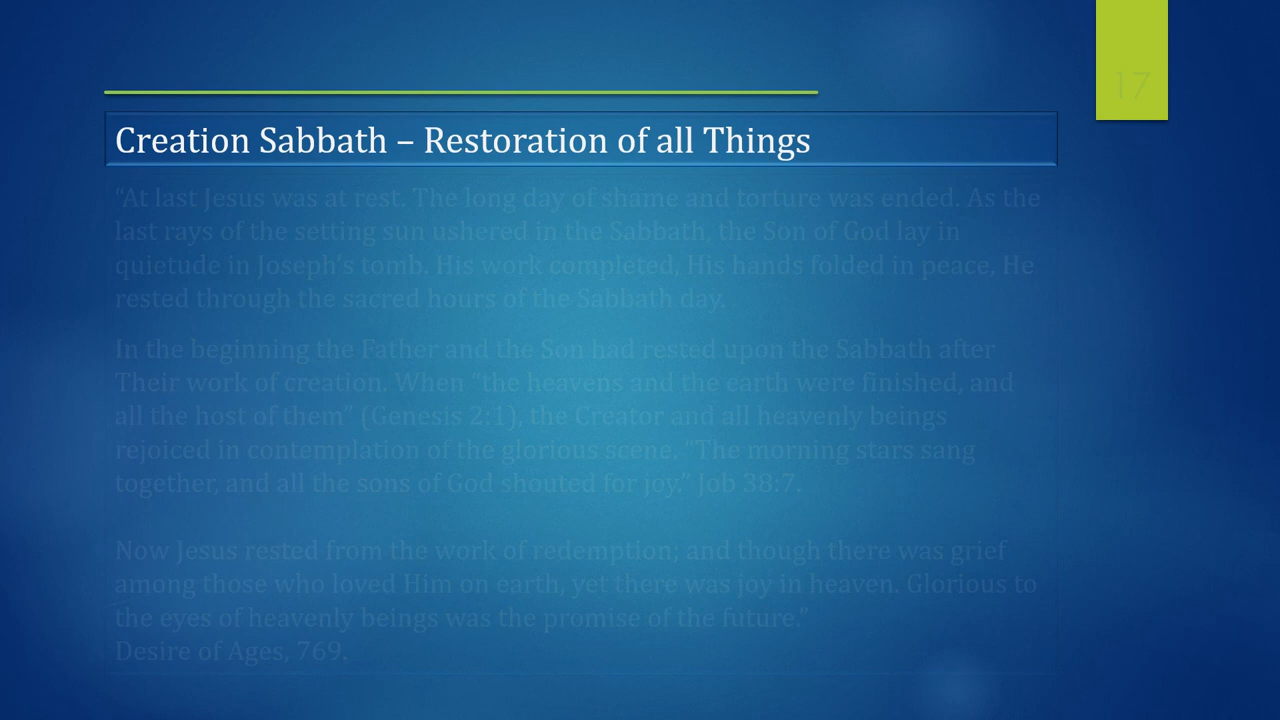 17
Creation Sabbath – Restoration of all Things
“At last Jesus was at rest. The long day of shame and torture was ended. As the
last rays of the setting sun ushered in the Sabbath, the Son of God lay in
quietude in Joseph’s tomb. His work completed, His hands folded in peace, He
rested through the sacred hours of the Sabbath day.
In the beginning the Father and the Son had rested upon the Sabbath after
Their work of creation. When “the heavens and the earth were finished, and
all the host of them” (Genesis 2:1), the Creator and all heavenly beings
rejoiced in contemplation of the glorious scene. “The morning stars sang
together, and all the sons of God shouted for joy.” Job 38:7.
Now Jesus rested from the work of redemption; and though there was grief
among those who loved Him on earth, yet there was joy in heaven. Glorious to
the eyes of heavenly beings was the promise of the future.”
Desire of Ages, 769.